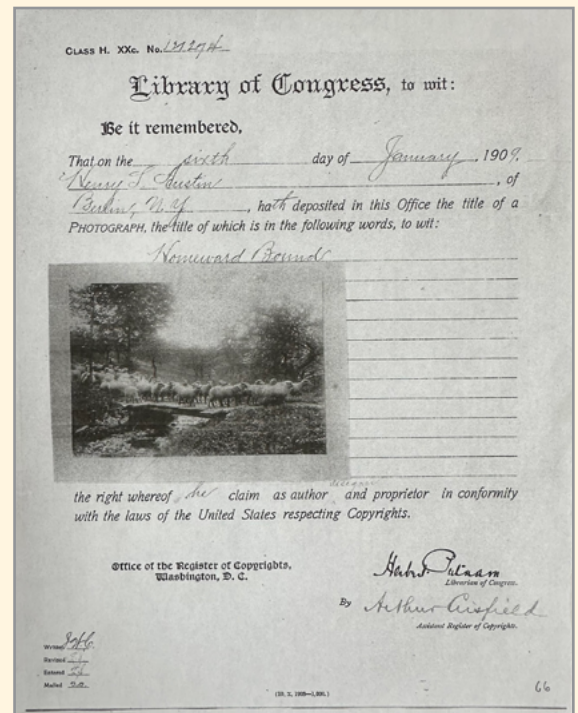 CLASS H. XXc. No.
Library of Congress, to wit:
Be it remembered,
That on the sixth day of January, 1909.
Henry S. Austin, of
Berlin, N.Y., hath deposited in this Office the title of a
PHOTOGRAPH, the title of which is in the following words, to wit:
Homeward Bound
the right whereof he claim as author and proprietor in conformity
with the laws of the United States respecting Copyrights.
Office of the Register of Copyrights,
Washington, D. C.
Herbert Putnam
Librarian of Congress.
By Arthur Crisfield
Assistant Register of Copyrights.
Written
Revised
Entered
Mailed
66